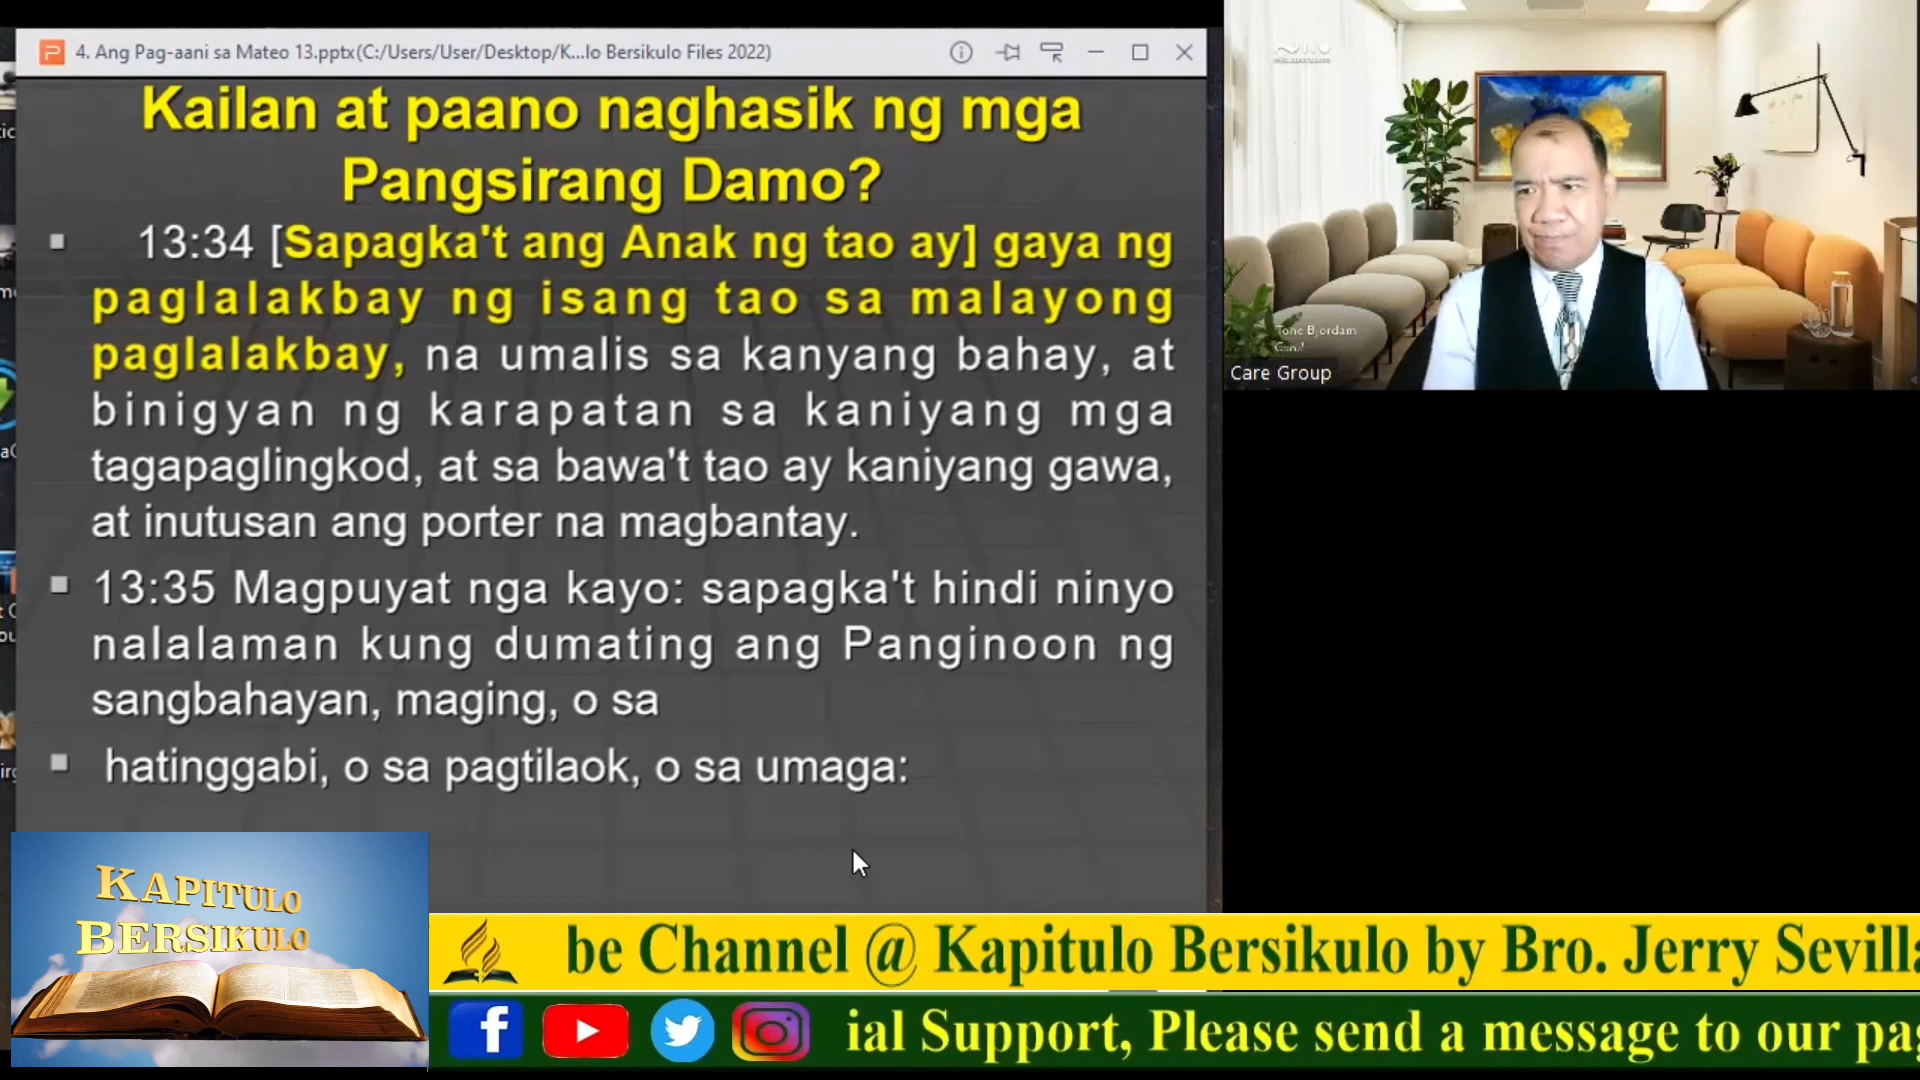 4. Ang Pag-aani sa Mateo 13.pptx(C:/Users/User/Desktop/K...lo Bersikulo Files 2022)
Kailan at paano naghasik ng mga
Pangsirang Damo?
13:34 [Sapagka't ang Anak ng tao ay] gaya ng
paglalakbay ng isang tao sa malayong
paglalakbay, na umalis sa kanyang bahay, at
binigyan ng karapatan sa kaniyang mga
tagapaglingkod, at sa bawa't tao ay kaniyang gawa,
at inutusan ang porter na magbantay.
13:35 Magpuyat nga kayo: sapagka't hindi ninyo
nalalaman kung dumating ang Panginoon ng
sangbahayan, maging, o sa
hatinggabi, o sa pagtilaok, o sa umaga:
Care Group
KAPITULO
BERSIKULO
be Channel @ Kapitulo Bersikulo by Bro. Jerry Sevilla
ial Support, Please send a message to our pag